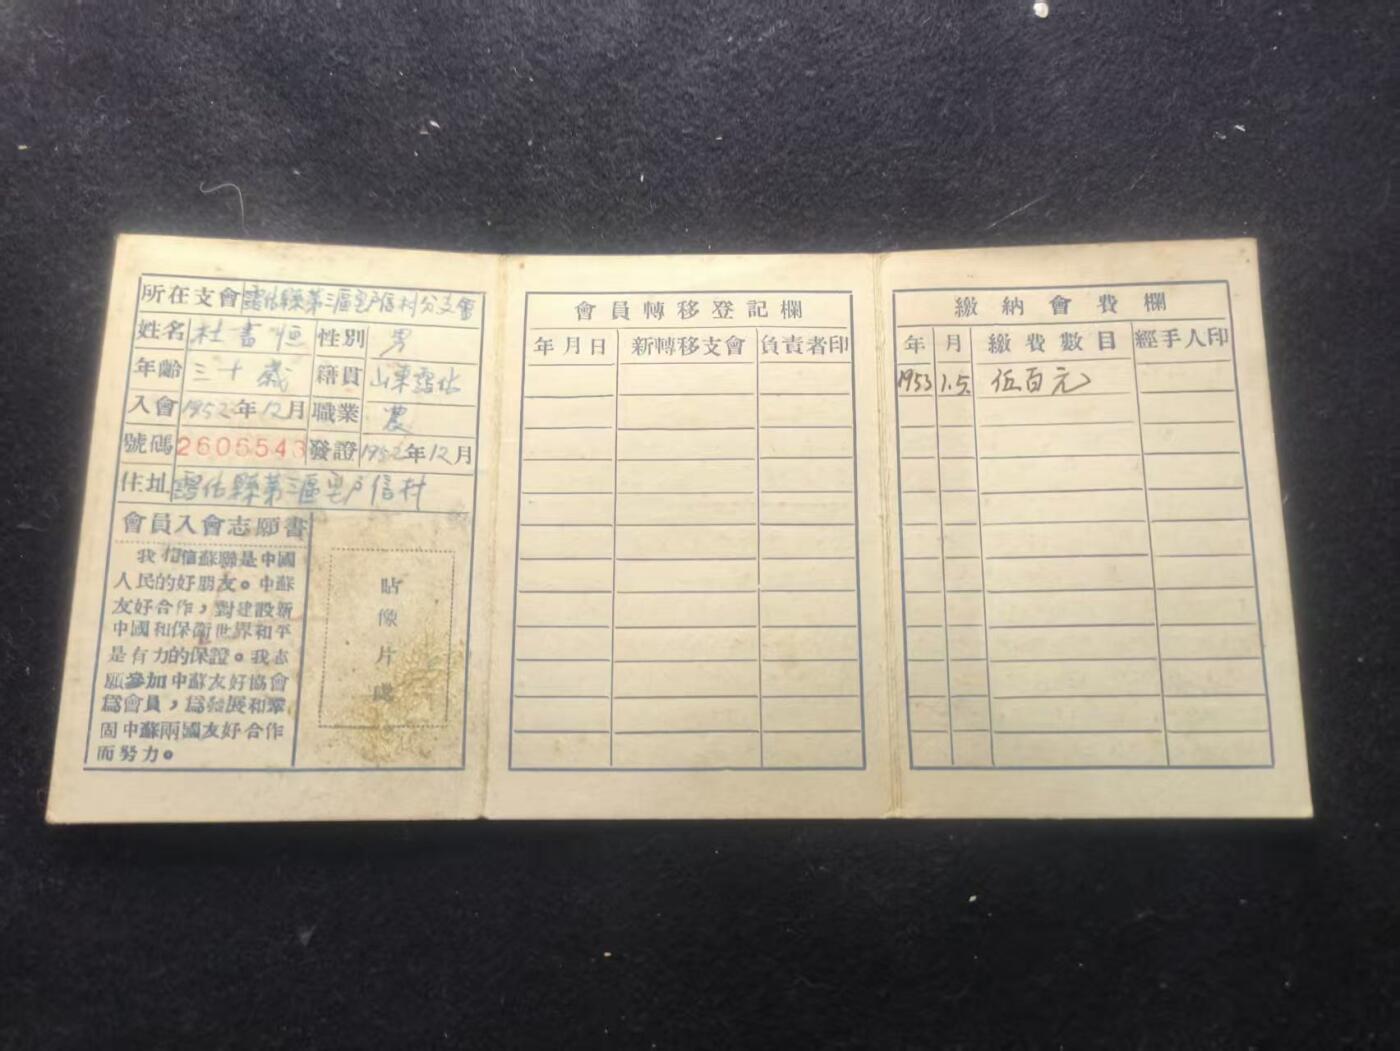 所在支會 霑化縣第三區皂戶信村分支會
姓名 杜書恒 性別 男
年齡 三十歲 籍貫 山東霑化
入會 1952年12月 職業 農
號碼 2606543 發證 1952年12月
住址 霑化縣第三區皂戶信村
會員入會志願書
我相信蘇聯是中國
人民的好朋友。中蘇
友好合作，對建設新
中國和保衛世界和平
是有力的保證。我志
願參加中蘇友好協會
爲會員，爲發展和鞏
固中蘇兩國友好合作
而努力。
貼
像
片
處
會員轉移登記欄
年月日 新轉移支會 負責者印
繳納會費欄
年 月 繳費數目 經手人印
1953 1.5. 伍百元